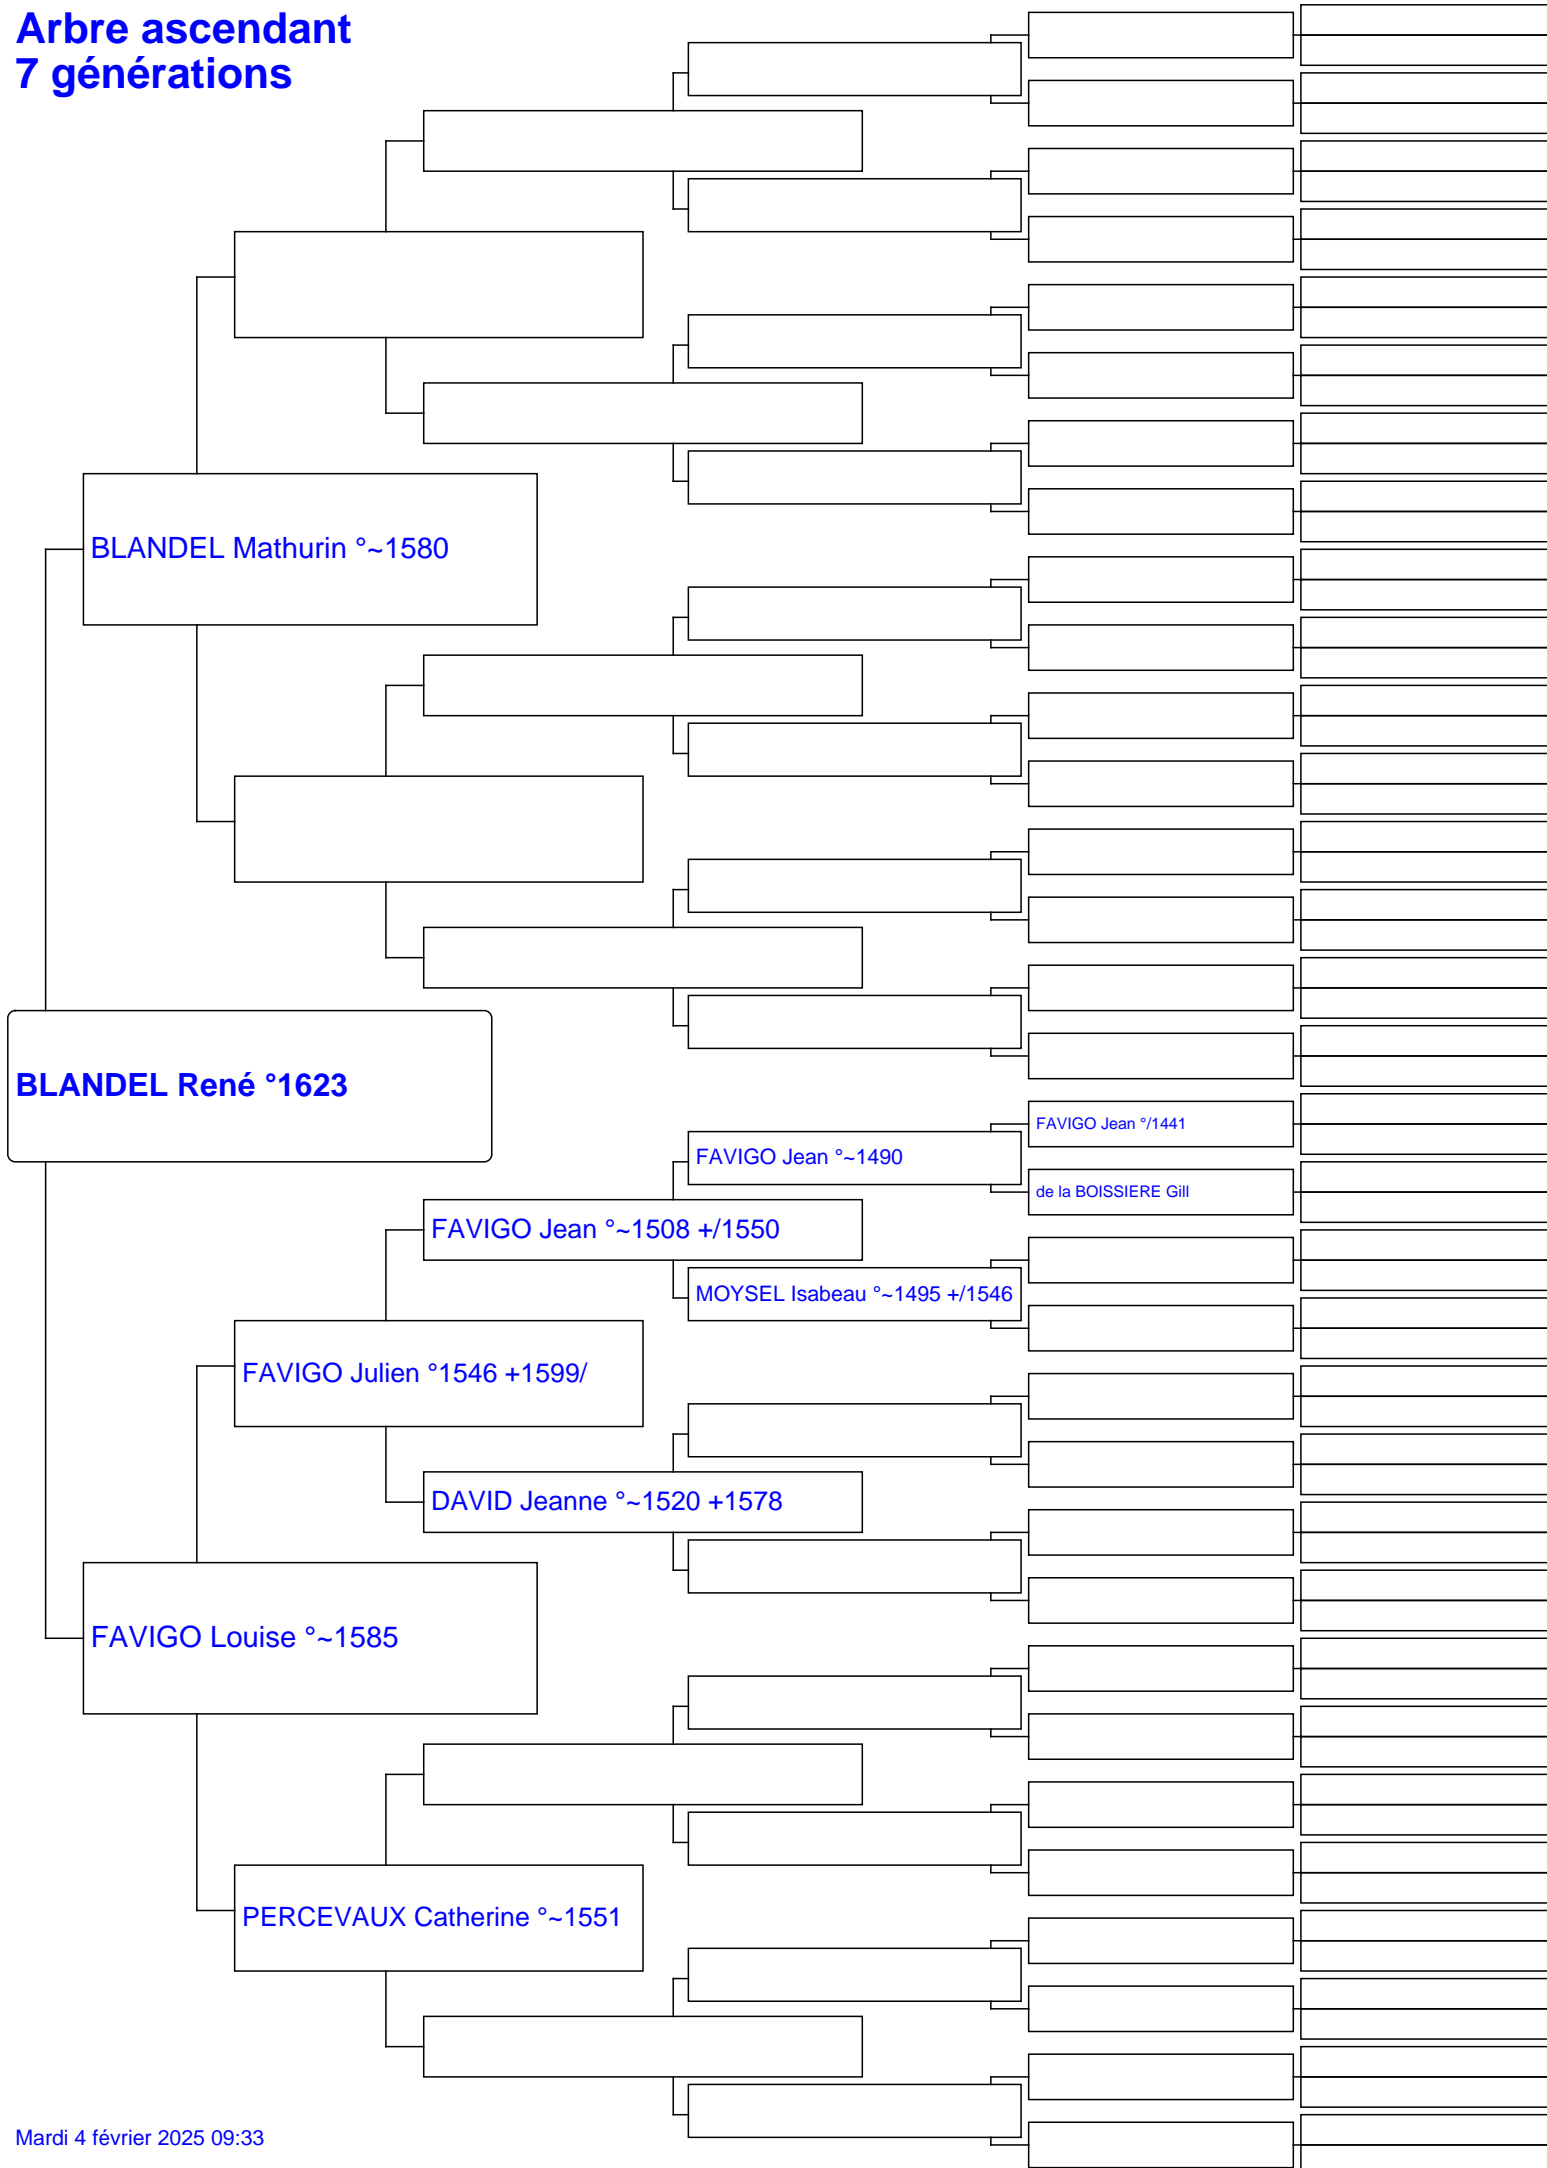 Arbre ascendant
7 générations
BLANDEL Mathurin °~1580
BLANDEL René °1623
FAVIGO Jean °/1441
FAVIGO Jean °~1490
de la BOISSIERE Gill
FAVIGO Jean °~1508 +/1550
MOYSEL Isabeau °~1495 +/1546
FAVIGO Julien °1546 +1599/
DAVID Jeanne °~1520 +1578
FAVIGO Louise °~1585
PERCEVAUX Catherine °~1551
Mardi 4 février 2025 09:33